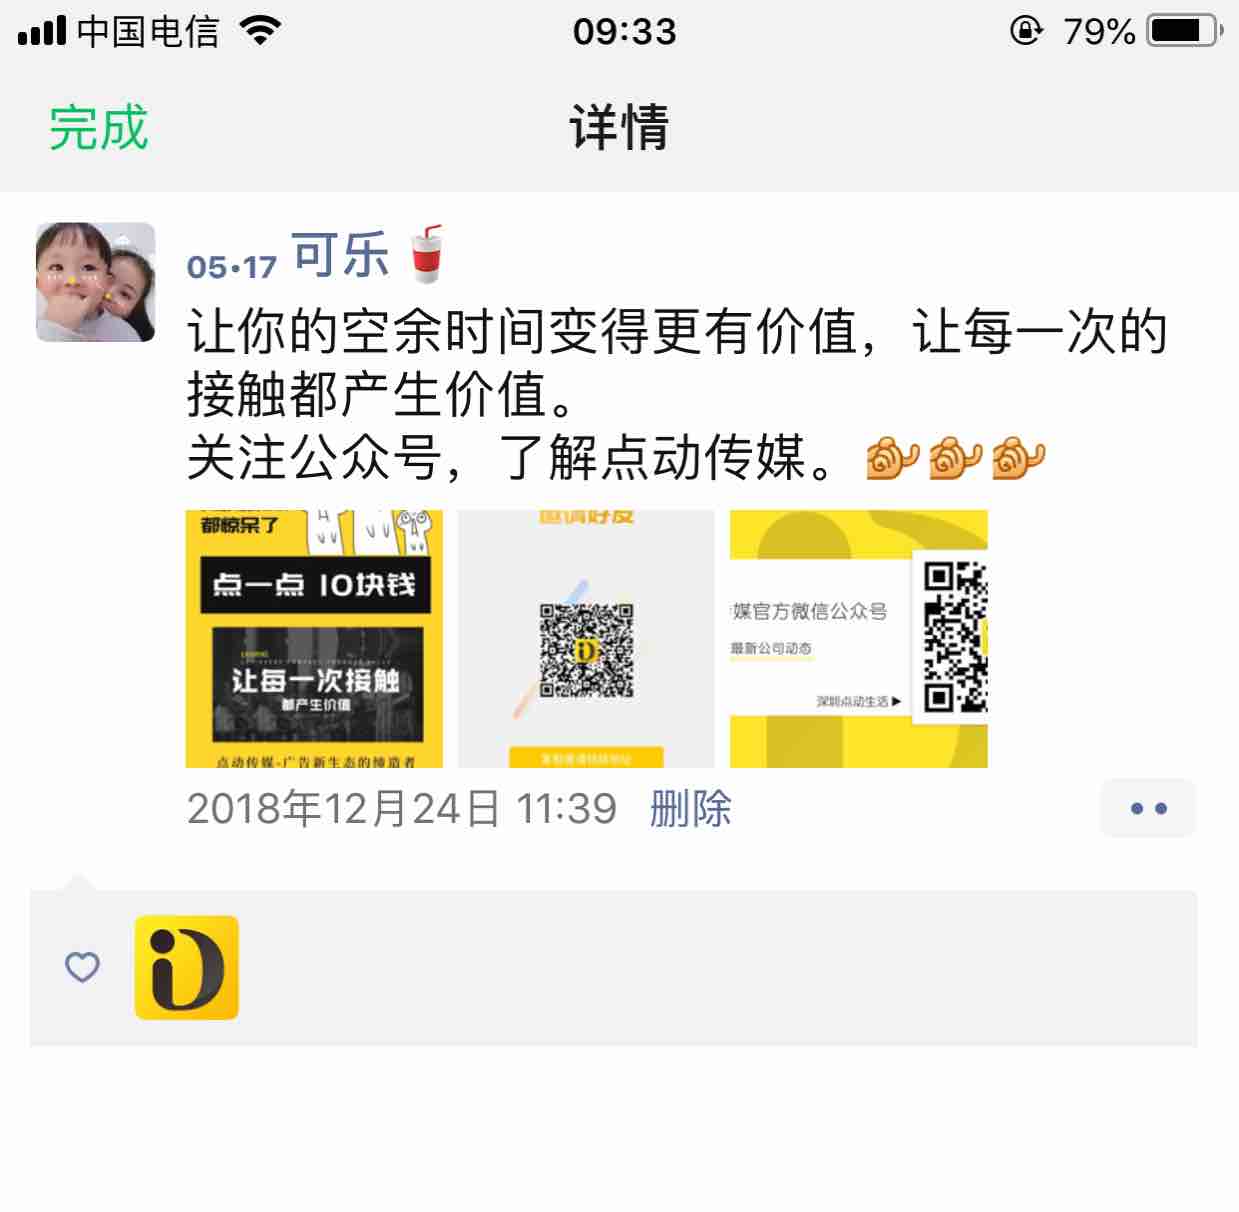 中国电信 09:33 79%
完成 详情
05·17 可乐
让你的空余时间变得更有价值，让每一次的
接触都产生价值。
关注公众号，了解点动传媒。
都惊呆了
点一点 10块钱
让每一次接触
都产生价值
点动传媒-广告新生态的缔造者
邀请好友
媒官方微信公众号
最新公司动态
深圳点动生活
2018年12月24日 11:39 删除